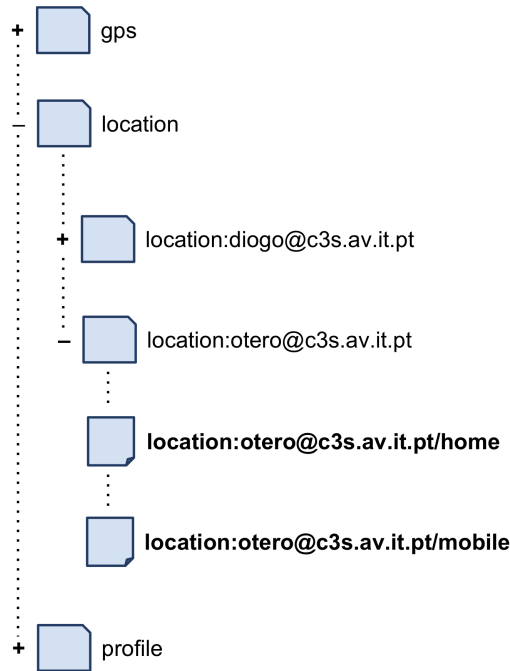 gps
location
location:diogo@c3s.av.it.pt
location:otero@c3s.av.it.pt
location:otero@c3s.av.it.pt/home
location:otero@c3s.av.it.pt/mobile
profile